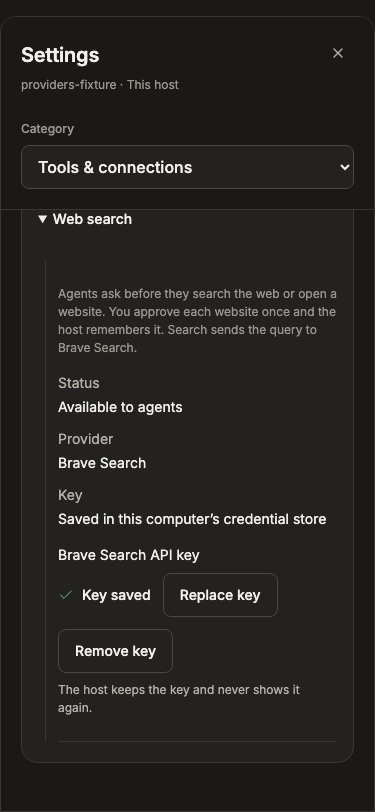 Settings
providers-fixture · This host
Category
Tools & connections
Web search
Agents ask before they search the web or open a
website. You approve each website once and the
host remembers it. Search sends the query to
Brave Search.
Status
Available to agents
Provider
Brave Search
Key
Saved in this computer’s credential store
Brave Search API key
Key saved
Replace key
Remove key
The host keeps the key and never shows it
again.